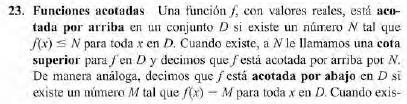 23. Funciones acotadas Una función f, con valores reales, está aco-
tada por arriba en un conjunto D si existe un número N tal que
f(x) ≤ N para toda x en D. Cuando existe, a N le llamamos una cota
superior para f en D y decimos que f está acotada por arriba por N.
De manera análoga, decimos que f está acotada por abajo en D si
existe un número M tal que f(x) − M para toda x en D. Cuando exis-